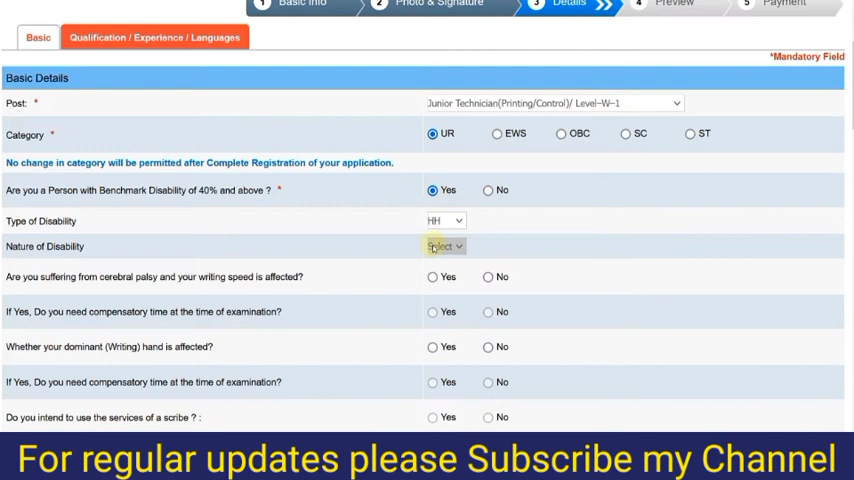 1 Basic Info 2 Photo & Signature 3 Details 4 Preview 5 Payment
Basic Qualification / Experience / Languages
*Mandatory Field
Basic Details
Post: * Junior Technician(Printing/Control)/ Level-W-1
Category * UR EWS OBC SC ST
No change in category will be permitted after Complete Registration of your application.
Are you a Person with Benchmark Disability of 40% and above ? * Yes No
Type of Disability HH
Nature of Disability Select
Are you suffering from cerebral palsy and your writing speed is affected? Yes No
If Yes, Do you need compensatory time at the time of examination? Yes No
Whether your dominant (Writing) hand is affected? Yes No
If Yes, Do you need compensatory time at the time of examination? Yes No
Do you intend to use the services of a scribe ? : Yes No
For regular updates please Subscribe my Channel